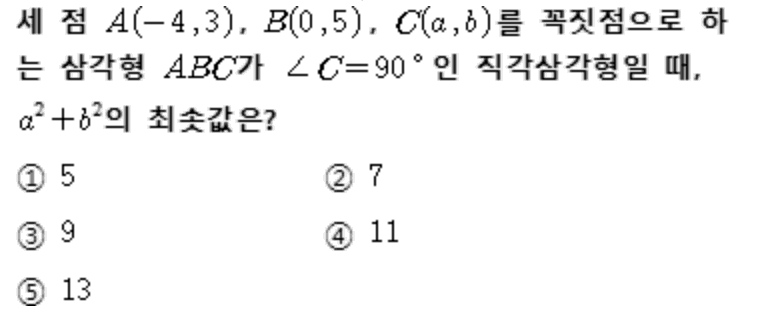 세 점 A(−4,3), B(0,5), C(a,b)를 꼭짓점으로 하
는 삼각형 ABC가 ∠C=90°인 직각삼각형일 때,
a²+b²의 최솟값은?
① 5 ② 7
③ 9 ④ 11
⑤ 13